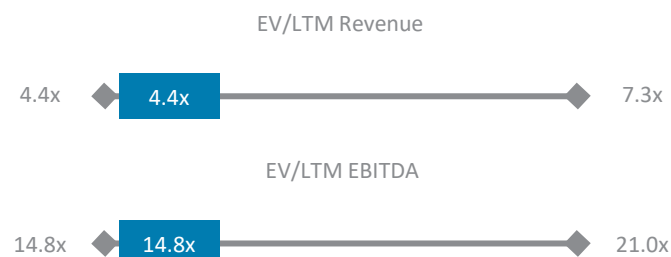 EV/LTM Revenue
4.4x 4.4x 7.3x
EV/LTM EBITDA
14.8x 14.8x 21.0x